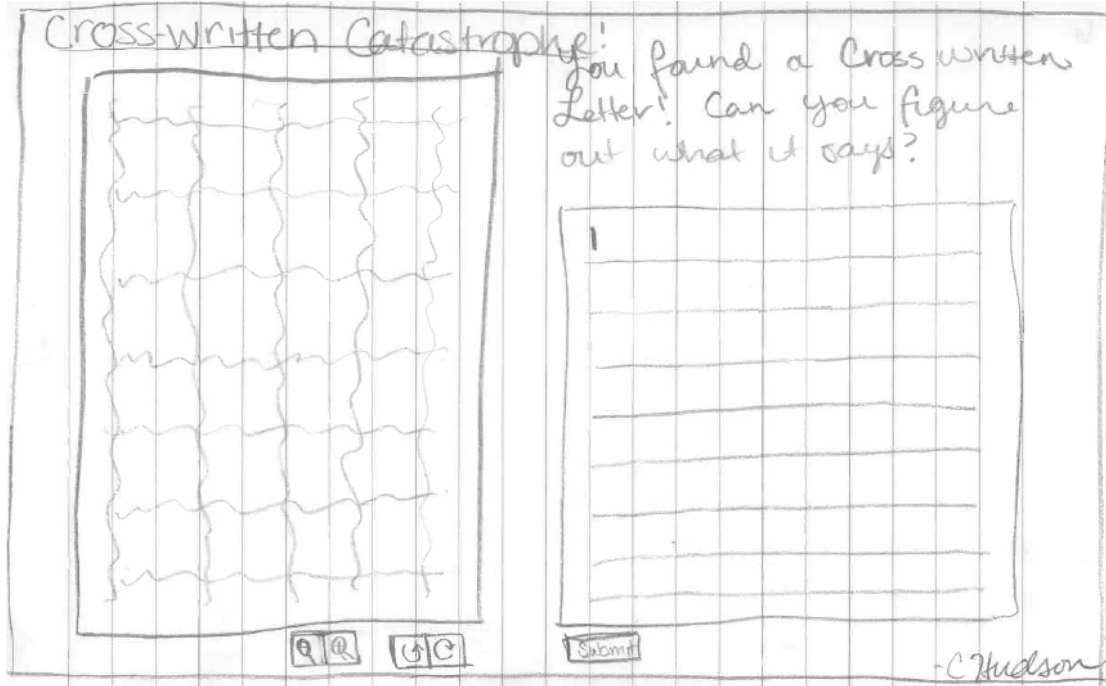 Cross-written Catastrophe!
You found a Cross written
Letter! Can you figure
out what it says?
Submit
-C Hudson